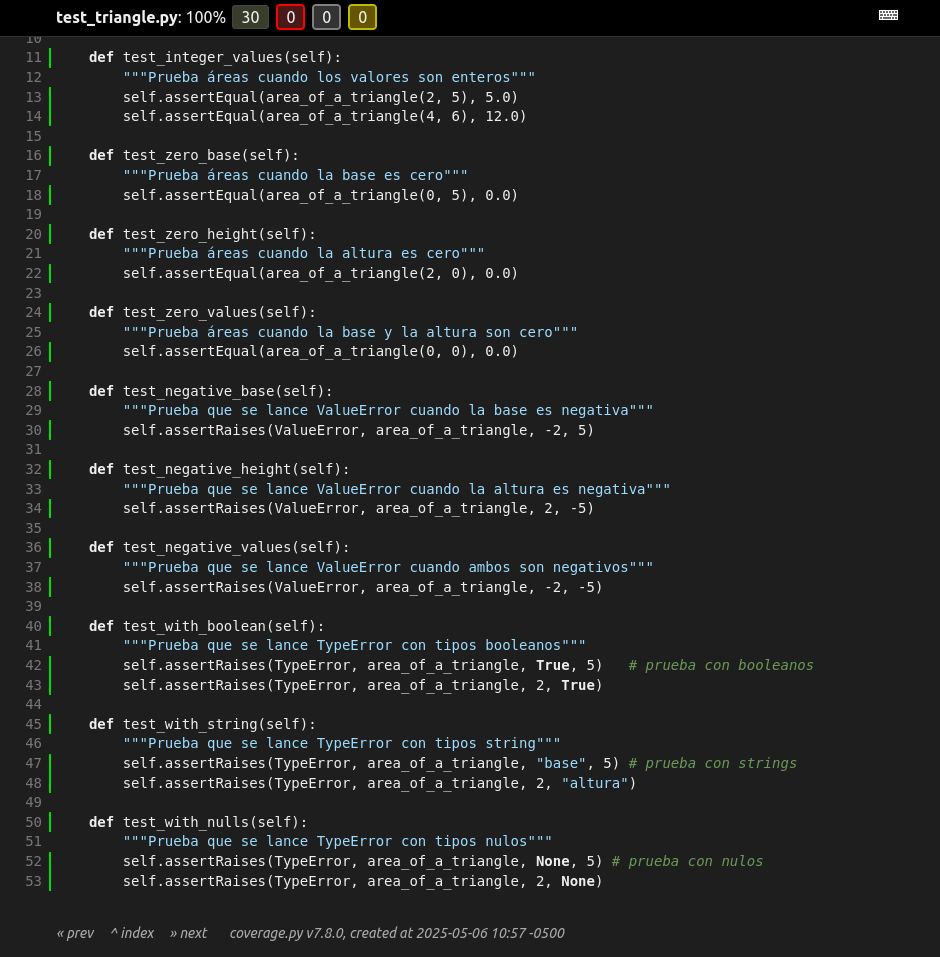 test_triangle.py: 100% 30 0 0 0
10
11 def test_integer_values(self):
12 """Prueba áreas cuando los valores son enteros"""
13 self.assertEqual(area_of_a_triangle(2, 5), 5.0)
14 self.assertEqual(area_of_a_triangle(4, 6), 12.0)
15
16 def test_zero_base(self):
17 """Prueba áreas cuando la base es cero"""
18 self.assertEqual(area_of_a_triangle(0, 5), 0.0)
19
20 def test_zero_height(self):
21 """Prueba áreas cuando la altura es cero"""
22 self.assertEqual(area_of_a_triangle(2, 0), 0.0)
23
24 def test_zero_values(self):
25 """Prueba áreas cuando la base y la altura son cero"""
26 self.assertEqual(area_of_a_triangle(0, 0), 0.0)
27
28 def test_negative_base(self):
29 """Prueba que se lance ValueError cuando la base es negativa"""
30 self.assertRaises(ValueError, area_of_a_triangle, -2, 5)
31
32 def test_negative_height(self):
33 """Prueba que se lance ValueError cuando la altura es negativa"""
34 self.assertRaises(ValueError, area_of_a_triangle, 2, -5)
35
36 def test_negative_values(self):
37 """Prueba que se lance ValueError cuando ambos son negativos"""
38 self.assertRaises(ValueError, area_of_a_triangle, -2, -5)
39
40 def test_with_boolean(self):
41 """Prueba que se lance TypeError con tipos booleanos"""
42 self.assertRaises(TypeError, area_of_a_triangle, True, 5) # prueba con booleanos
43 self.assertRaises(TypeError, area_of_a_triangle, 2, True)
44
45 def test_with_string(self):
46 """Prueba que se lance TypeError con tipos string"""
47 self.assertRaises(TypeError, area_of_a_triangle, "base", 5) # prueba con strings
48 self.assertRaises(TypeError, area_of_a_triangle, 2, "altura")
49
50 def test_with_nulls(self):
51 """Prueba que se lance TypeError con tipos nulos"""
52 self.assertRaises(TypeError, area_of_a_triangle, None, 5) # prueba con nulos
53 self.assertRaises(TypeError, area_of_a_triangle, 2, None)
« prev ^ index » next coverage.py v7.8.0, created at 2025-05-06 10:57 -0500